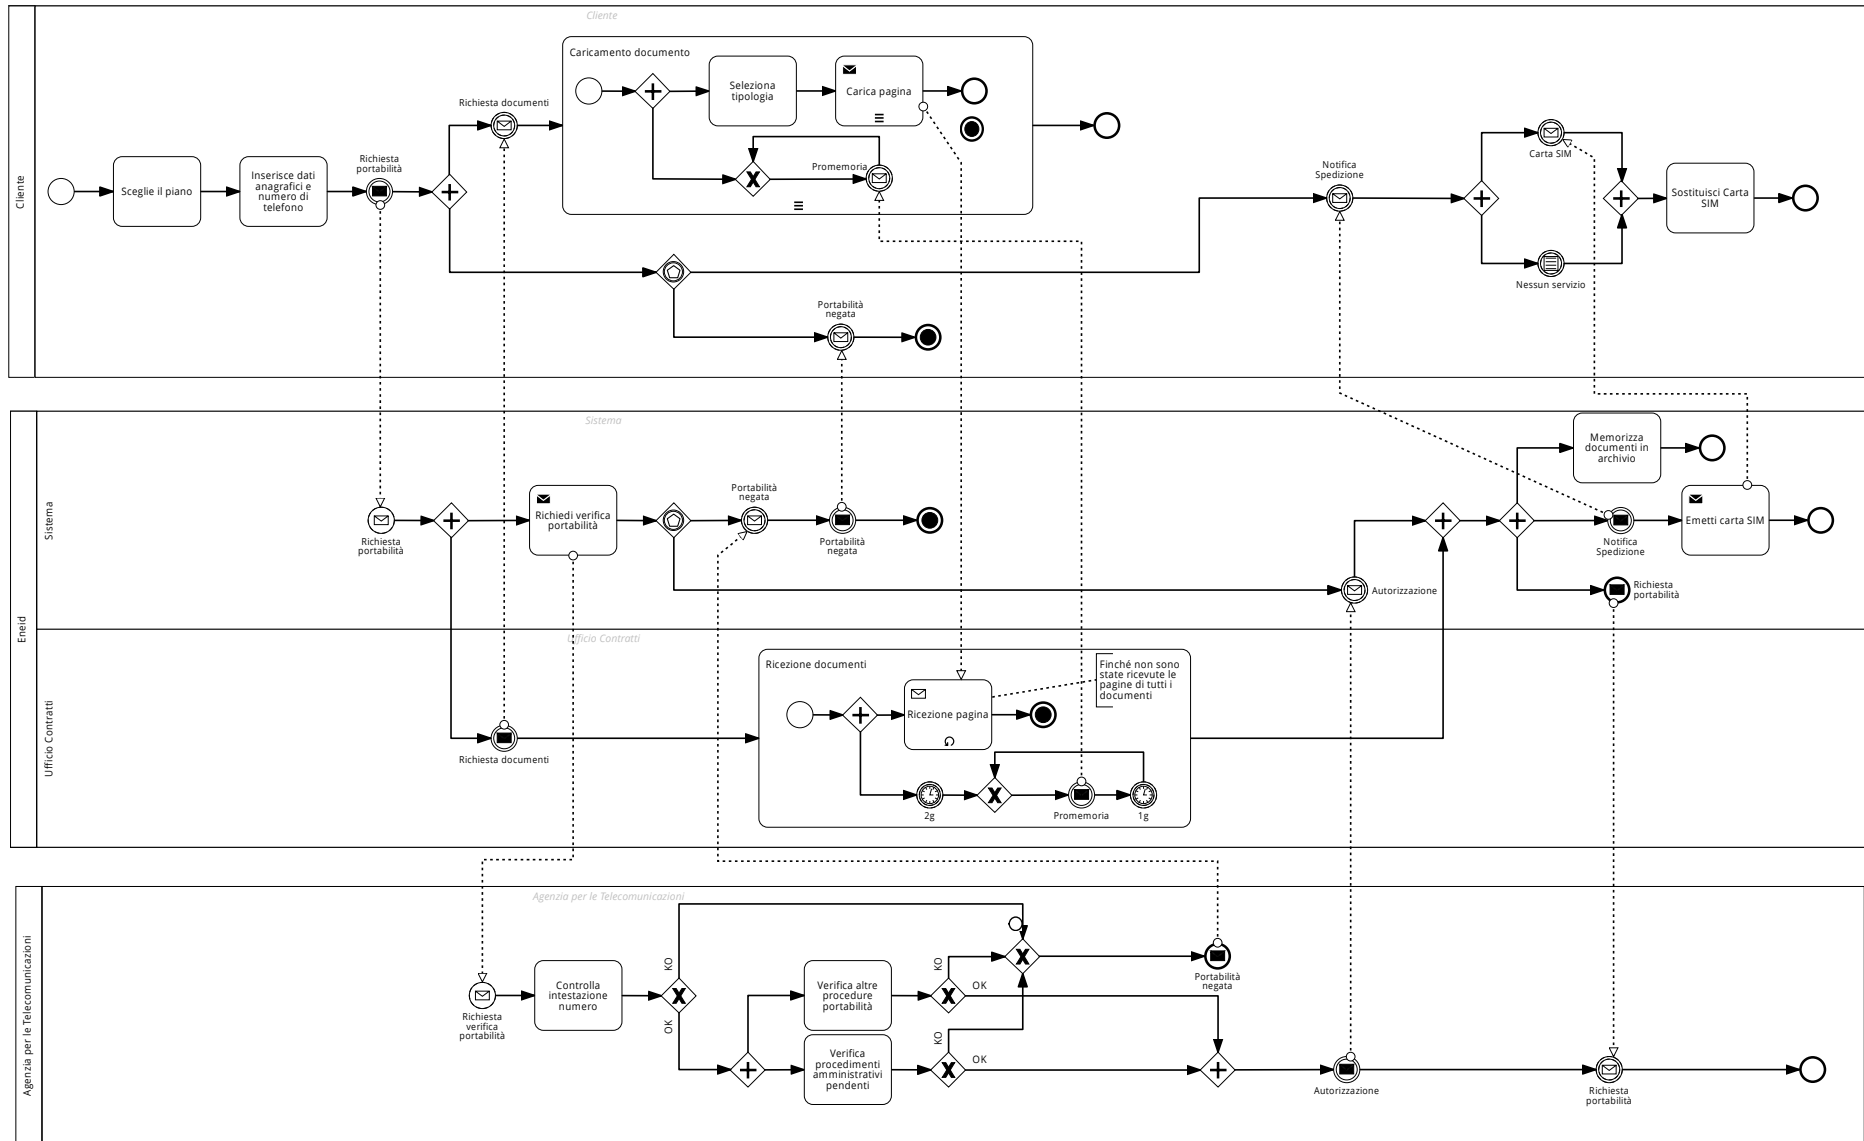 Cliente
Cliente
Caricamento documento
Seleziona
tipologia
Carica pagina
Richiesta documenti
Promemoria
Sceglie il piano
Inserisce dati
anagrafici e
numero di
telefono
Richiesta
portabilità
Portabilità
negata
Notifica
Spedizione
Carta SIM
Nessun servizio
Sostituisci Carta
SIM
Eneid
Sistema
Sistema
Richiesta
portabilità
Richiedi verifica
portabilità
Portabilità
negata
Portabilità
negata
Autorizzazione
Memorizza
documenti in
archivio
Notifica
Spedizione
Emetti carta SIM
Richiesta
portabilità
Ufficio Contratti
Ufficio Contratti
Richiesta documenti
Ricezione documenti
Ricezione pagina
Finché non sono
state ricevute le
pagine di tutti i
documenti
2g
Promemoria
1g
Agenzia per le Telecomunicazioni
Agenzia per le Telecomunicazioni
Richiesta
verifica
portabilità
Controlla
intestazione
numero
KO
OK
Verifica altre
procedure
portabilità
KO
OK
Verifica
procedimenti
amministrativi
pendenti
KO
OK
Portabilità
negata
Autorizzazione
Richiesta
portabilità